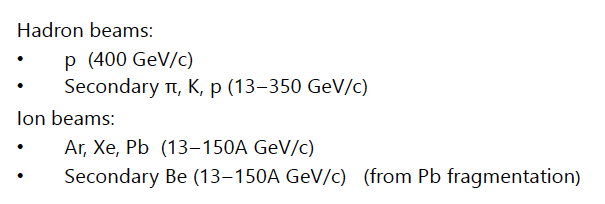 Hadron beams:
• p (400 GeV/c)
• Secondary π, K, p (13–350 GeV/c)
Ion beams:
• Ar, Xe, Pb (13–150A GeV/c)
• Secondary Be (13–150A GeV/c) (from Pb fragmentation)